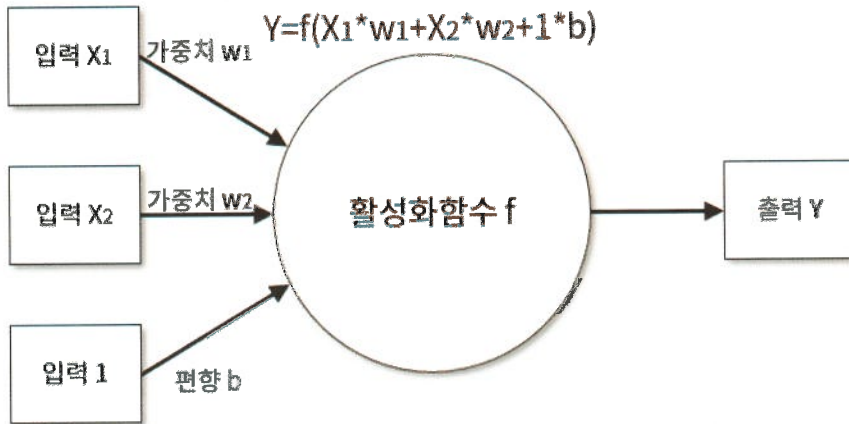 Y=f(X1*w1+X2*w2+1*b)
입력 X1
가중치 w1
입력 X2
가중치 w2
활성화함수 f
출력 Y
입력 1
편향 b